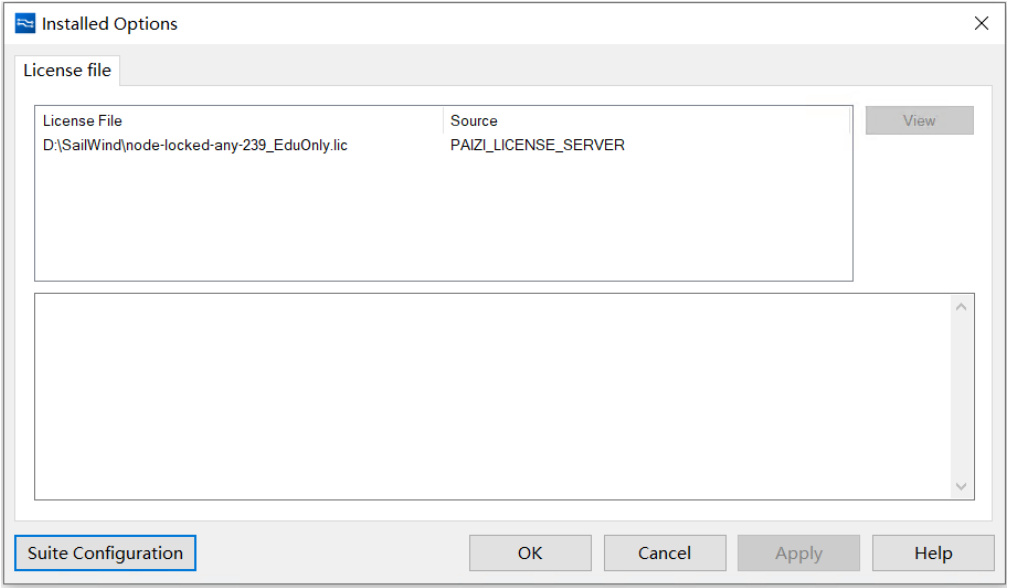 Installed Options
License file
License File Source
D:\SailWind\node-locked-any-239_EduOnly.lic PAIZI_LICENSE_SERVER
View
Suite Configuration OK Cancel Apply Help